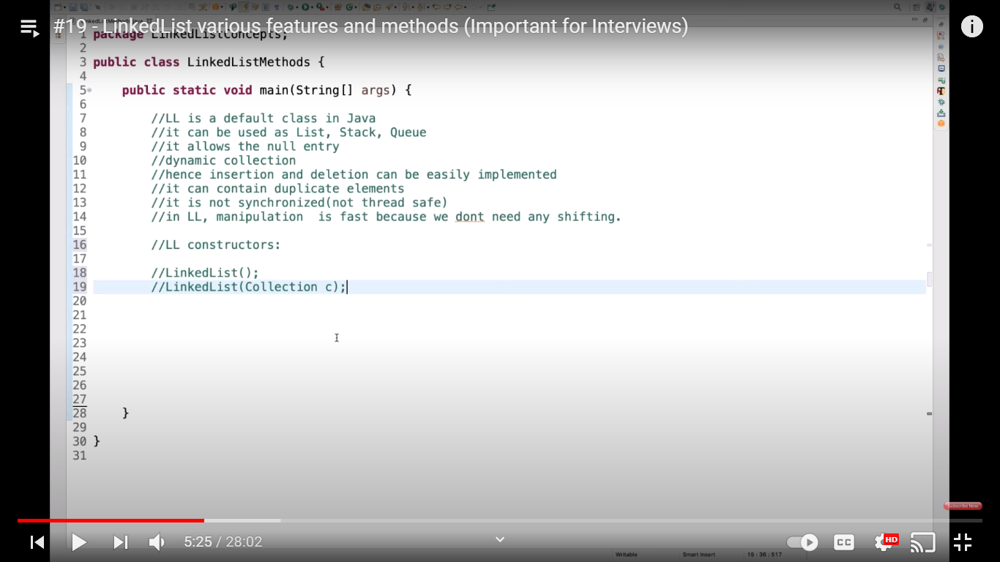 #19 - LinkedList various features and methods (Important for Interviews)
1 package LinkedListConcepts;
2
3 public class LinkedListMethods {
4
5 public static void main(String[] args) {
6
7 //LL is a default class in Java
8 //it can be used as List, Stack, Queue
9 //it allows the null entry
10 //dynamic collection
11 //hence insertion and deletion can be easily implemented
12 //it can contain duplicate elements
13 //it is not synchronized(not thread safe)
14 //in LL, manipulation  is fast because we dont need any shifting.
15
16 //LL constructors:
17
18 //LinkedList();
19 //LinkedList(Collection c);
20
21
22
23
24
25
26
27
28 }
29
30 }
31
Subscribe Now
5:25 / 28:02
CC
HD
Writable Smart Insert 19 : 36 : 517